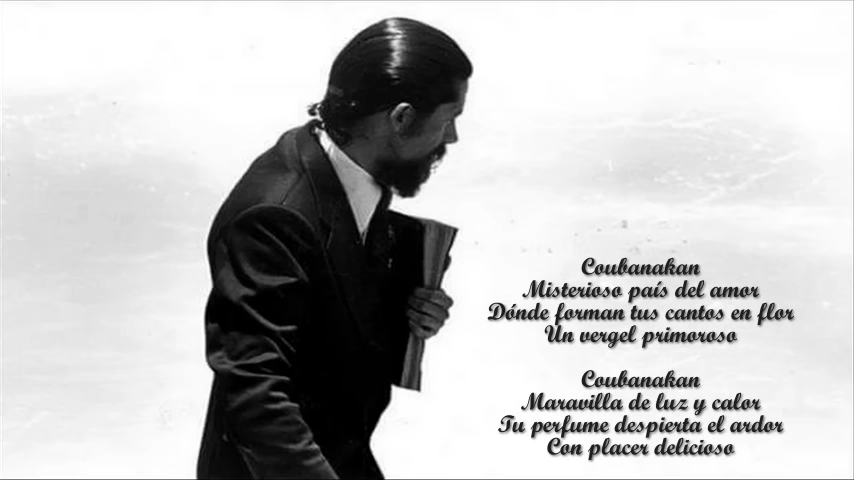 Coubanakan
Misterioso país del amor
Dónde forman tus cantos en flor
Un vergel primoroso
Coubanakan
Maravilla de luz y calor
Tu perfume despierta el ardor
Con placer delicioso